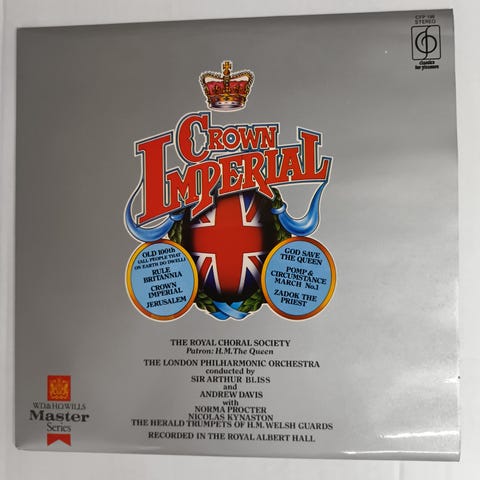 CFP 198
STEREO
classics
for pleasure
CROWN
IMPERIAL
OLD 100th
(ALL PEOPLE THAT
ON EARTH DO DWELL)
RULE
BRITANNIA
CROWN
IMPERIAL
JERUSALEM
GOD SAVE
THE QUEEN
POMP &
CIRCUMSTANCE
MARCH No.1
ZADOK THE
PRIEST
THE ROYAL CHORAL SOCIETY
Patron: H.M.The Queen
THE LONDON PHILHARMONIC ORCHESTRA
conducted by
SIR ARTHUR BLISS
and
ANDREW DAVIS
with
NORMA PROCTER
NICOLAS KYNASTON
THE HERALD TRUMPETS OF H.M. WELSH GUARDS
RECORDED IN THE ROYAL ALBERT HALL
W.D.& H.O.WILLS
Master
Series